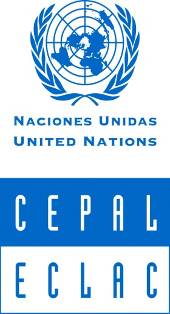 NACIONES UNIDAS
UNITED NATIONS
CEPAL
ECLAC